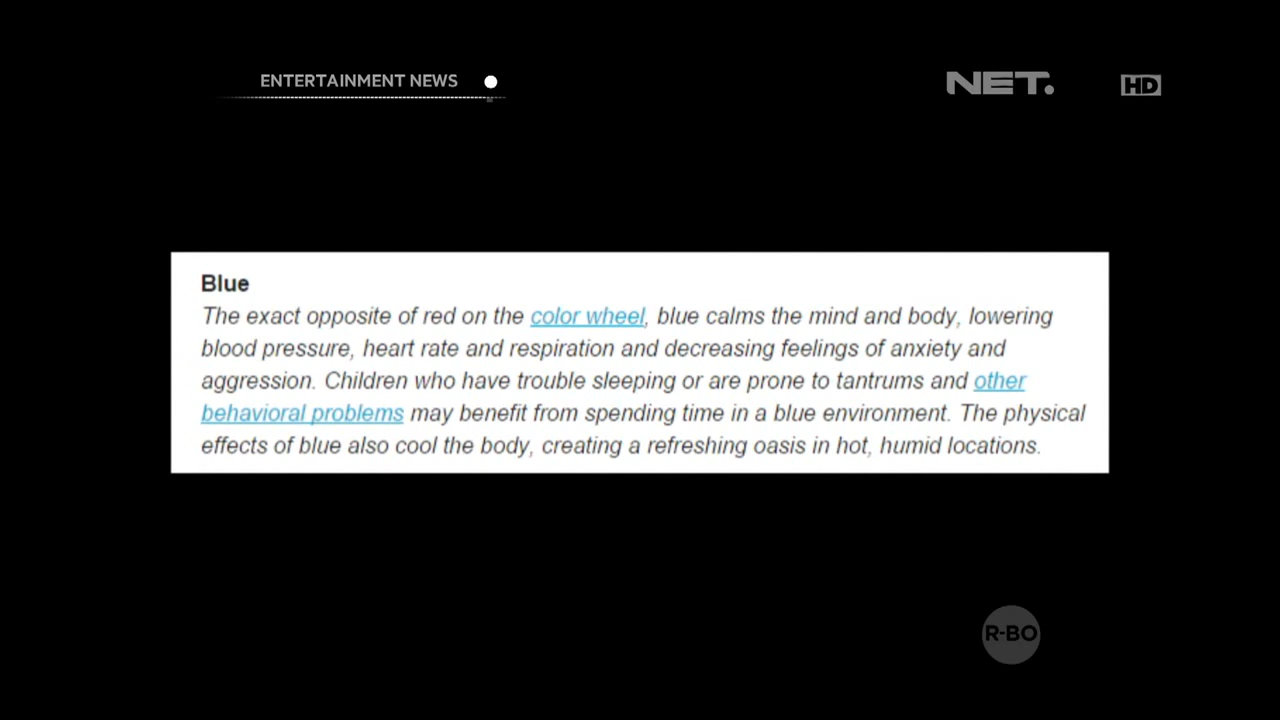 ENTERTAINMENT NEWS
NET.
HD
Blue
The exact opposite of red on the color wheel, blue calms the mind and body, lowering
blood pressure, heart rate and respiration and decreasing feelings of anxiety and
aggression. Children who have trouble sleeping or are prone to tantrums and other
behavioral problems may benefit from spending time in a blue environment. The physical
effects of blue also cool the body, creating a refreshing oasis in hot, humid locations.
R-BO